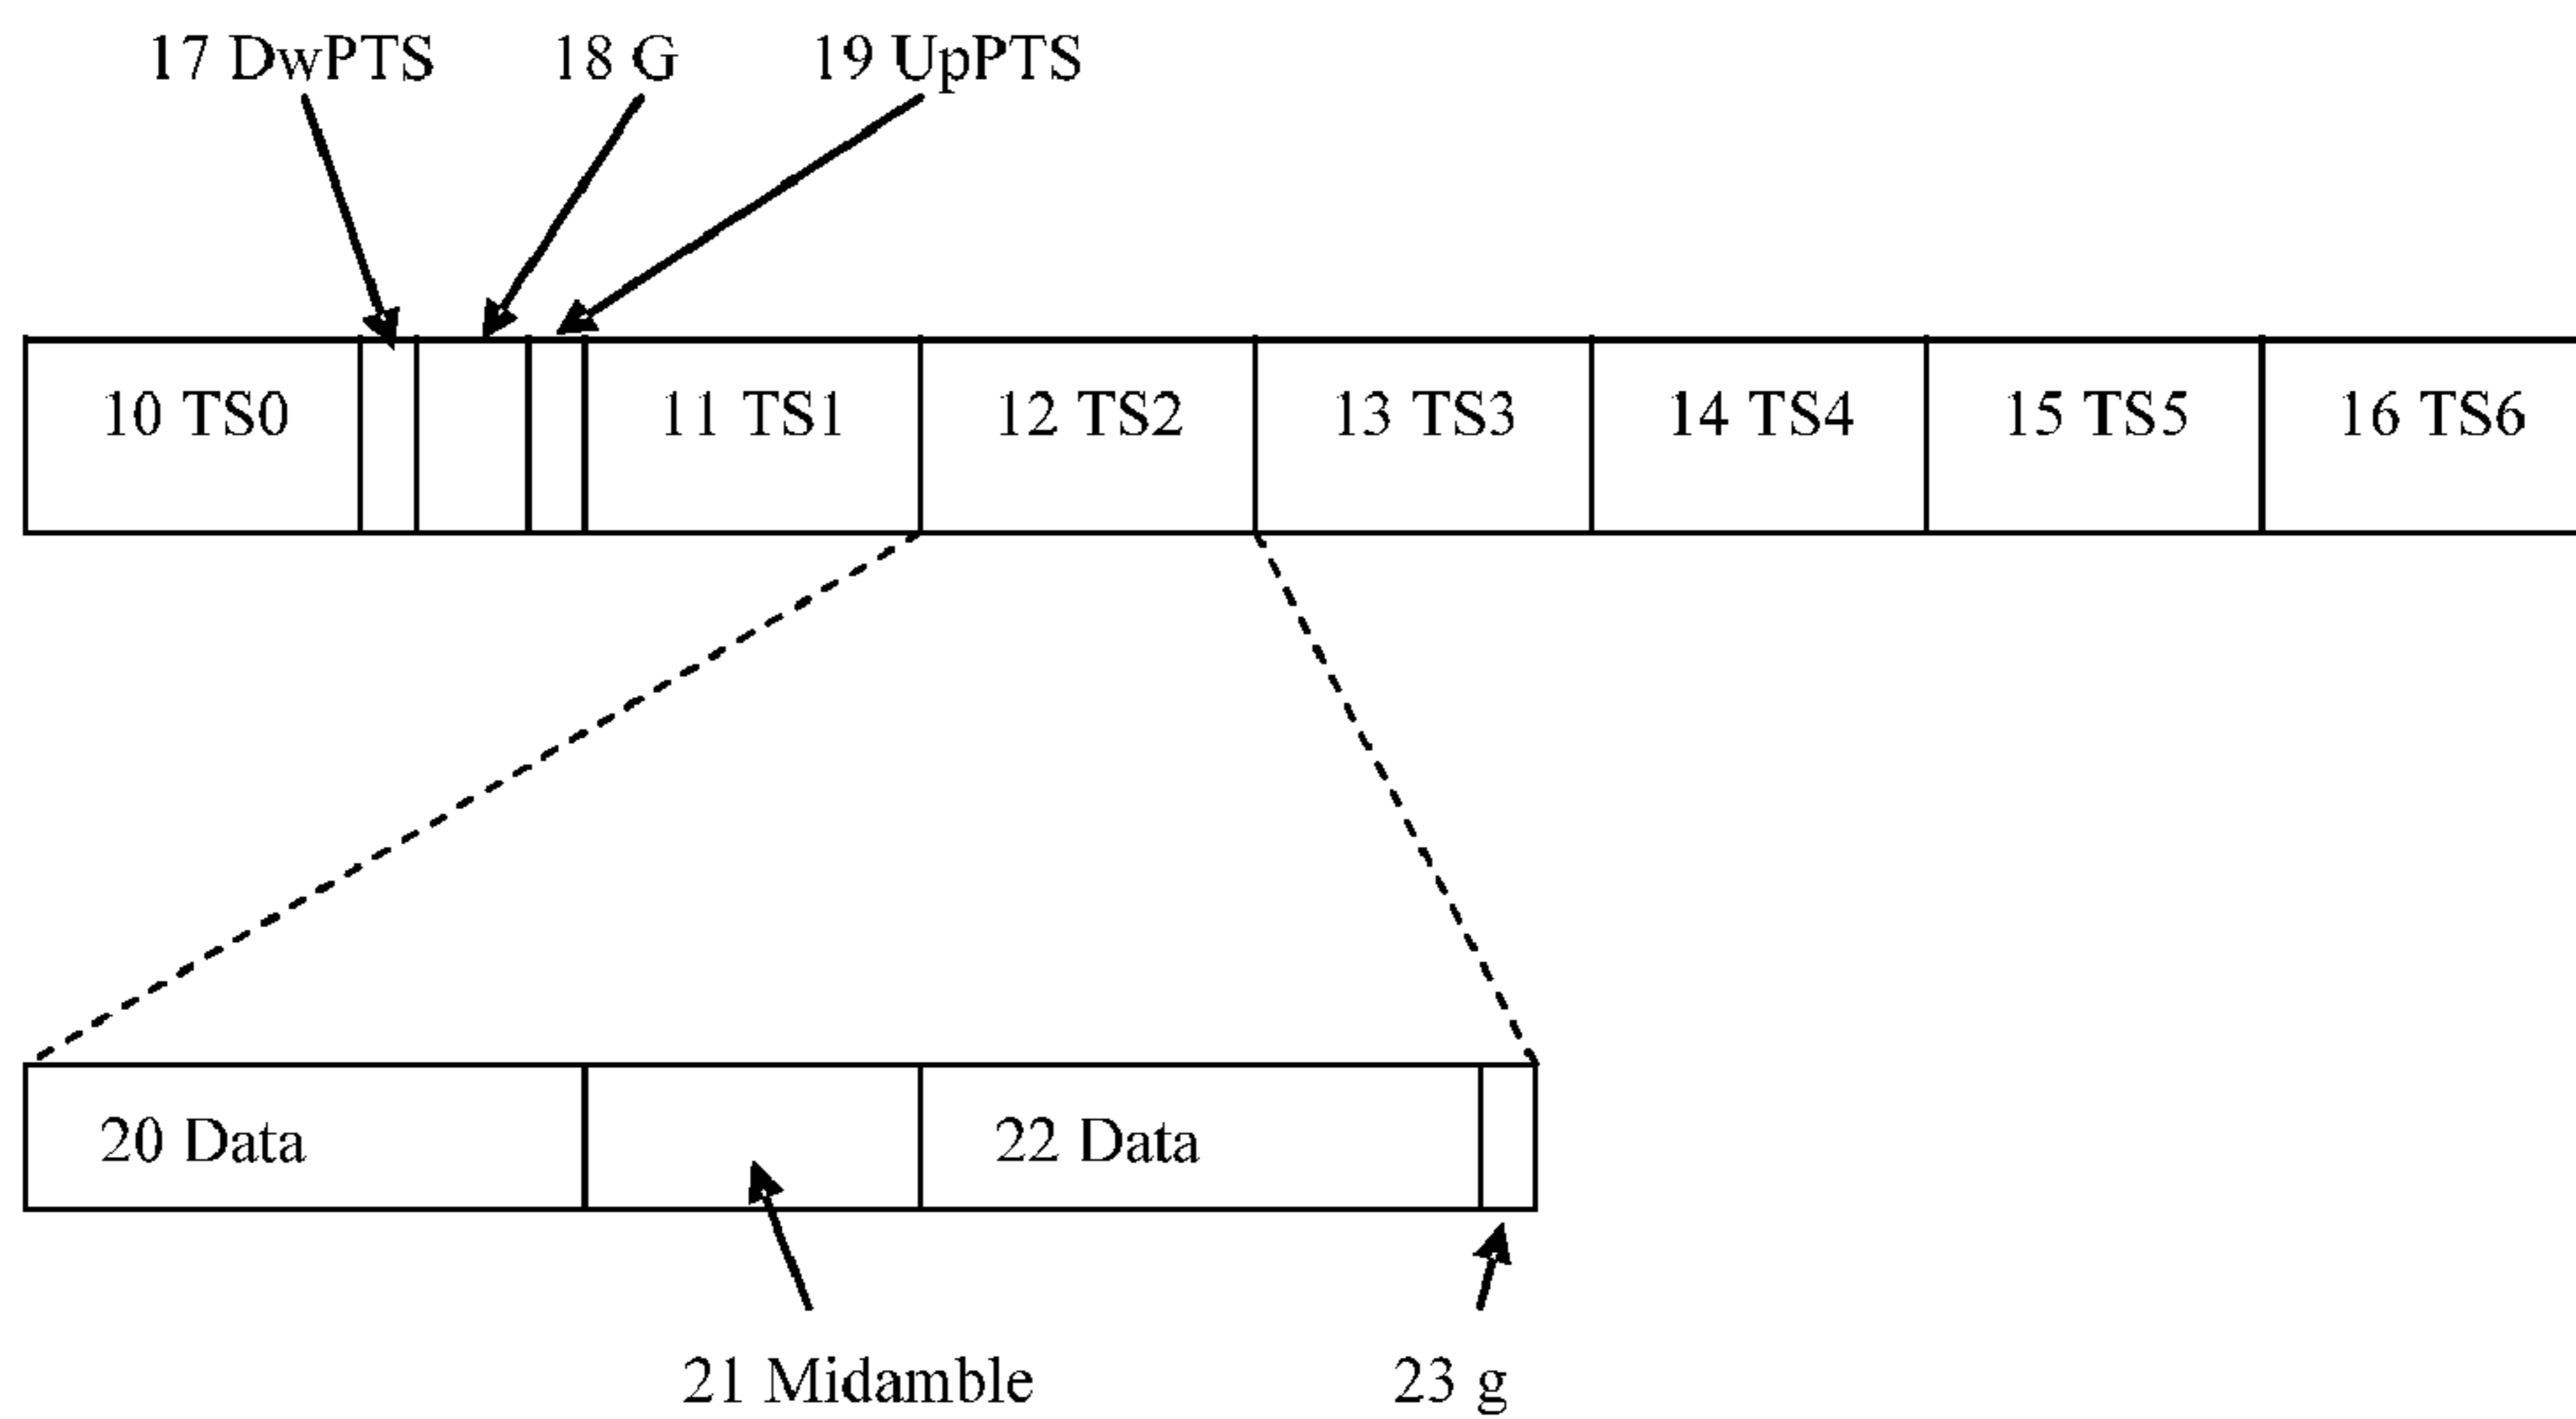 17 DwPTS 18 G 19 UpPTS
10 TS0 11 TS1 12 TS2 13 TS3 14 TS4 15 TS5 16 TS6
20 Data 22 Data
21 Midamble 23 g